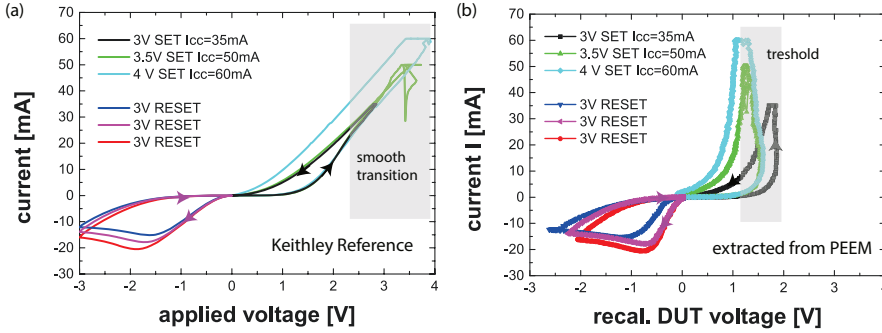 (a)
60
50
40
30
20
10
0
-10
-20
-30
current [mA]
3V SET Icc=35mA
3.5V SET Icc=50mA
4 V SET Icc=60mA
3V RESET
3V RESET
3V RESET
smooth
transition
Keithley Reference
-3 -2 -1 0 1 2 3 4
applied voltage [V]
(b)
60
50
40
30
20
10
0
-10
-20
-30
current I [mA]
3V SET Icc=35mA
3.5V SET Icc=50mA
4 V SET Icc=60mA
3V RESET
3V RESET
3V RESET
treshold
extracted from PEEM
-3 -2 -1 0 1 2 3 4
recal. DUT voltage [V]